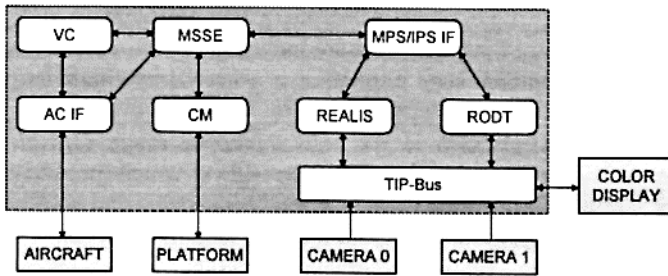 VC
MSSE
MPS/IPS IF
AC IF
CM
REALIS
RODT
TIP-Bus
COLOR
DISPLAY
AIRCRAFT
PLATFORM
CAMERA 0
CAMERA 1